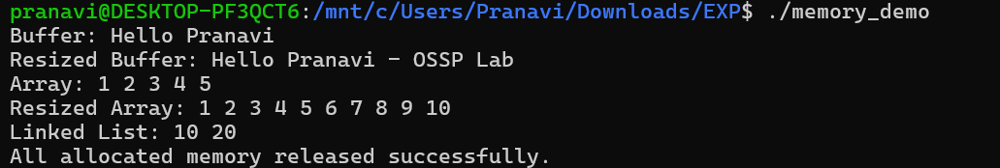 pranavi@DESKTOP-PF3QCT6:/mnt/c/Users/Pranavi/Downloads/EXP$ ./memory_demo
Buffer: Hello Pranavi
Resized Buffer: Hello Pranavi - OSSP Lab
Array: 1 2 3 4 5
Resized Array: 1 2 3 4 5 6 7 8 9 10
Linked List: 10 20
All allocated memory released successfully.